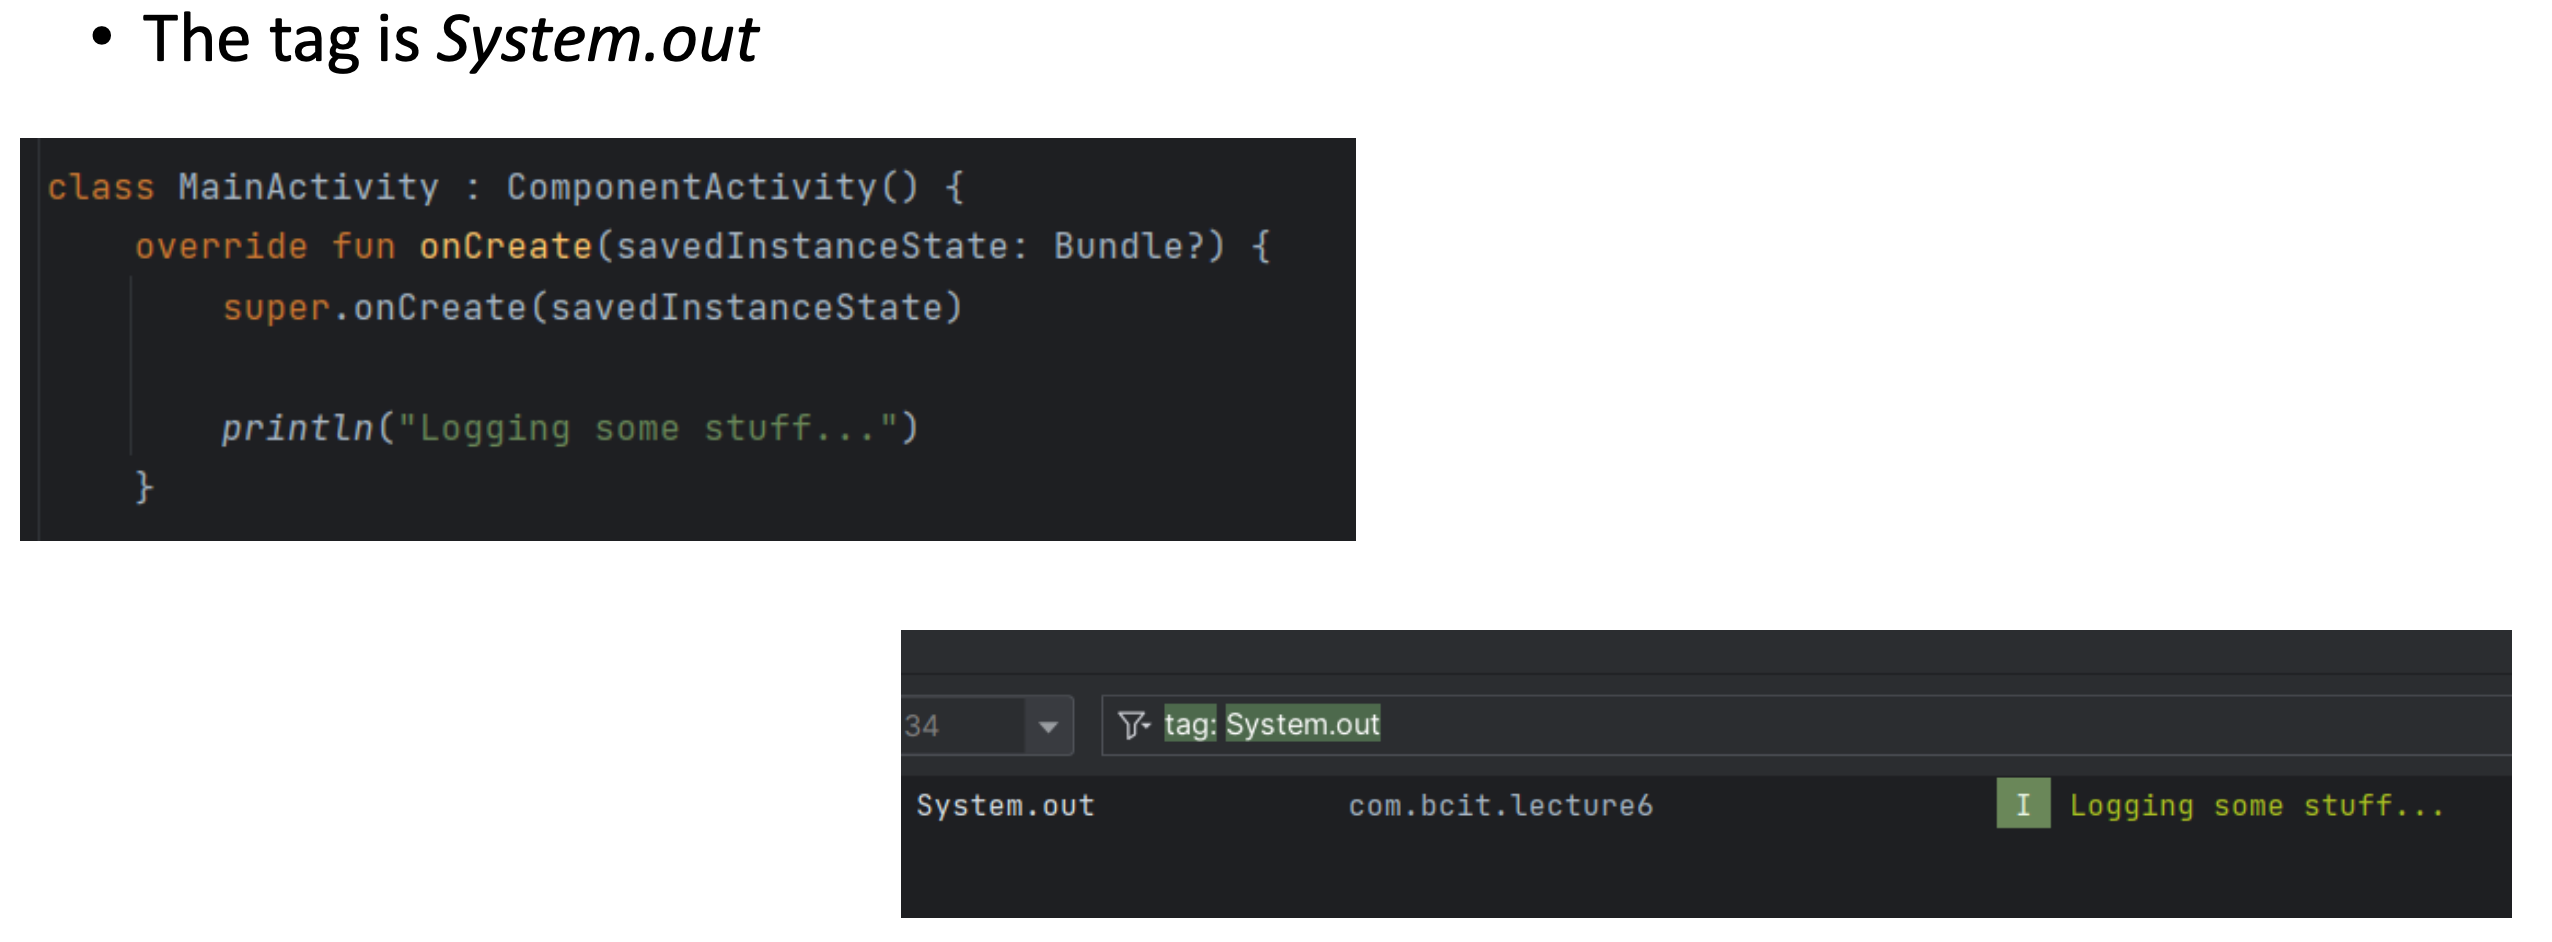 • The tag is System.out
class MainActivity : ComponentActivity() {
    override fun onCreate(savedInstanceState: Bundle?) {
        super.onCreate(savedInstanceState)
        println("Logging some stuff...")
    }
34 tag: System.out
System.out com.bcit.lecture6 I Logging some stuff...